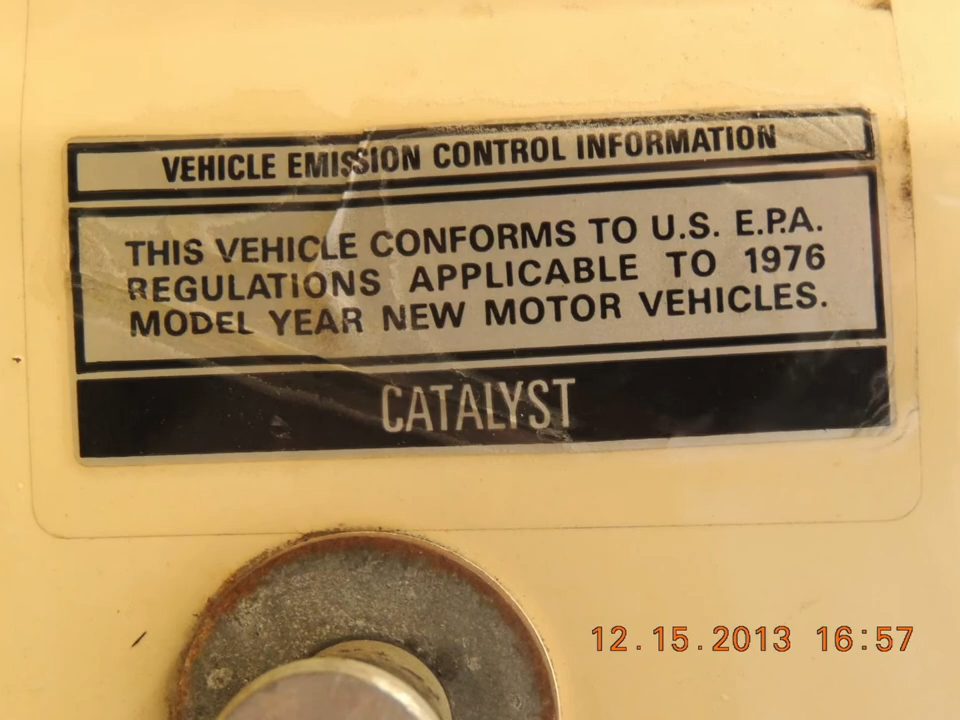 VEHICLE EMISSION CONTROL INFORMATION
THIS VEHICLE CONFORMS TO U.S. E.P.A.
REGULATIONS APPLICABLE TO 1976
MODEL YEAR NEW MOTOR VEHICLES.
CATALYST
12.15.2013 16:57